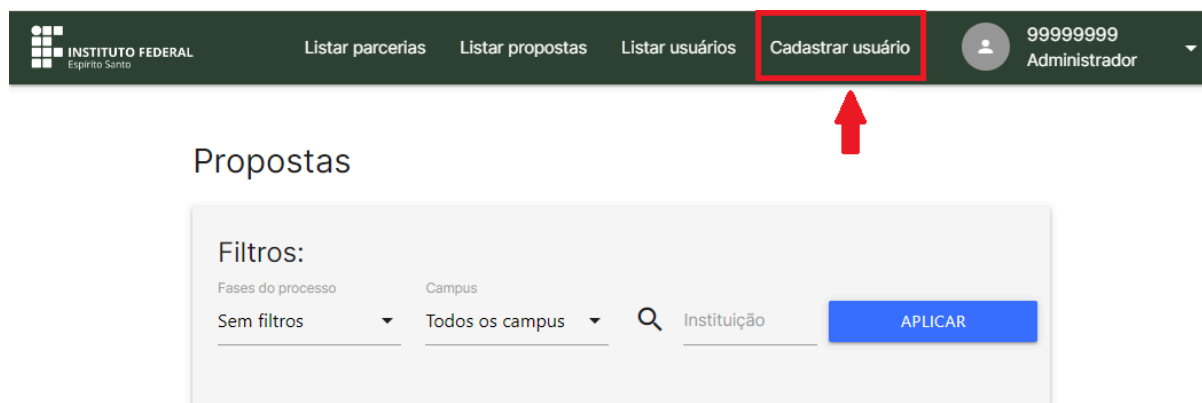 INSTITUTO FEDERAL
Espírito Santo
Listar parcerias
Listar propostas
Listar usuários
Cadastrar usuário
99999999
Administrador
Propostas
Filtros:
Fases do processo
Campus
Sem filtros
Todos os campus
Instituição
APLICAR